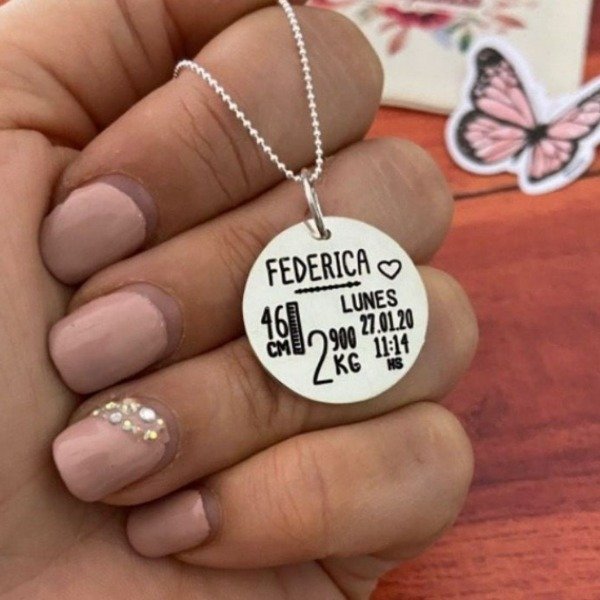 FEDERICA ♡
46 CM
LUNES
27.01.20
11:14 HS
2,900 KG